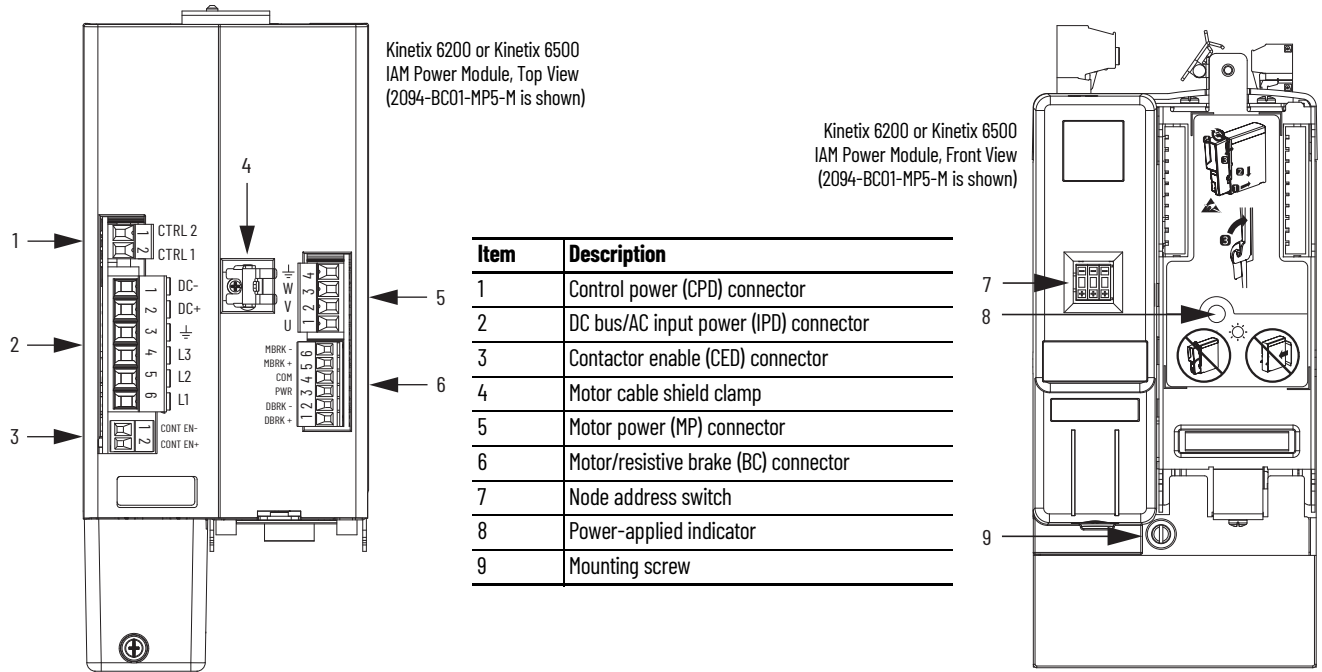 Kinetix 6200 or Kinetix 6500
IAM Power Module, Top View
(2094-BC01-MP5-M is shown)
Kinetix 6200 or Kinetix 6500
IAM Power Module, Front View
(2094-BC01-MP5-M is shown)
1
CTRL 2
CTRL 1
1 2
2
DC-
DC+
L3
L2
L1
1 2 3 4 5 6
3
CONT EN-
CONT EN+
1 2
4
W
V
U
1 2 3 4
5
MBRK -
MBRK +
COM
PWR
DBRK -
DBRK +
1 2 3 4 5 6
6
Item Description
1 Control power (CPD) connector
2 DC bus/AC input power (IPD) connector
3 Contactor enable (CED) connector
4 Motor cable shield clamp
5 Motor power (MP) connector
6 Motor/resistive brake (BC) connector
7 Node address switch
8 Power-applied indicator
9 Mounting screw
7
8
9